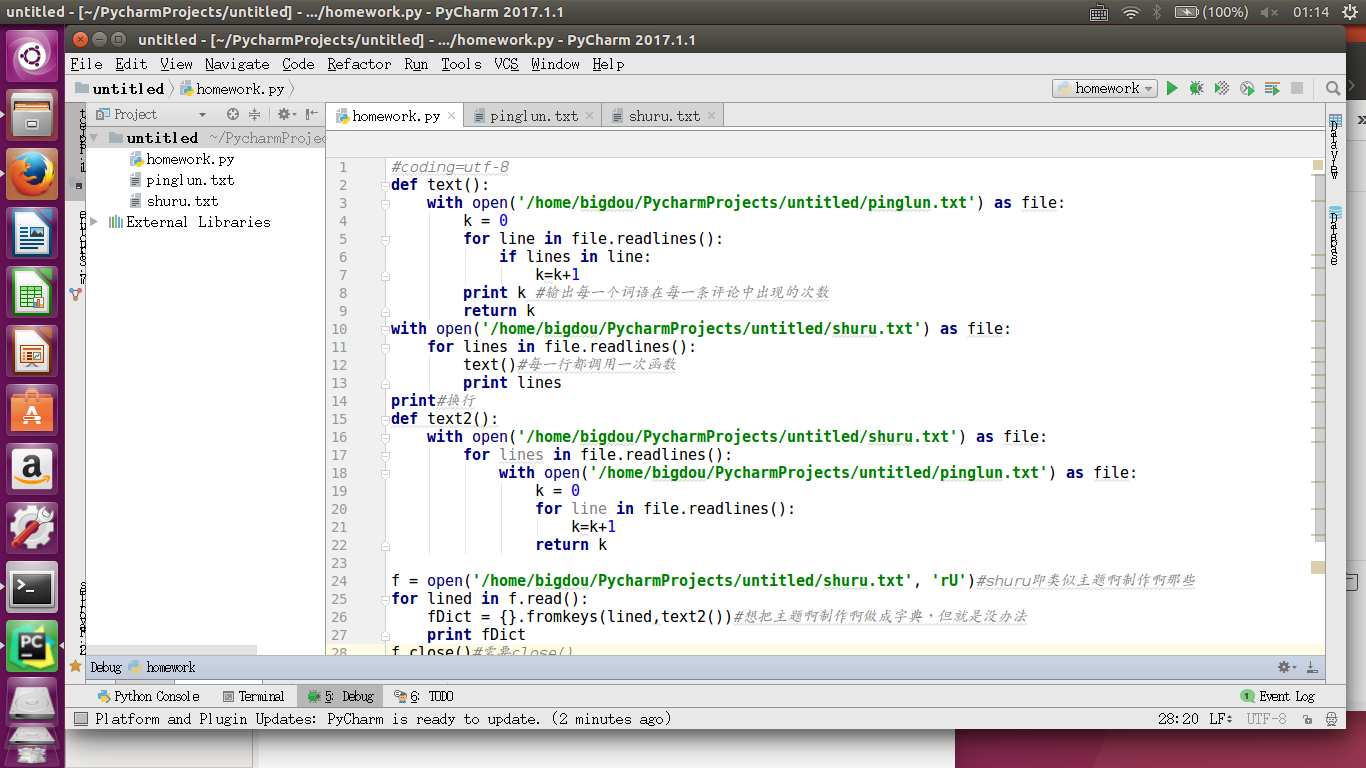 untitled - [~/PycharmProjects/untitled] - .../homework.py - PyCharm 2017.1.1
(100%)
01:14
untitled - [~/PycharmProjects/untitled] - .../homework.py - PyCharm 2017.1.1
File Edit View Navigate Code Refactor Run Tools VCS Window Help
untitled homework.py
homework
Project
homework.py pinglun.txt shuru.txt
untitled ~/PycharmProjec
homework.py
pinglun.txt
shuru.txt
External Libraries
1 #coding=utf-8
2 def text():
3 with open('/home/bigdou/PycharmProjects/untitled/pinglun.txt') as file:
4 k = 0
5 for line in file.readlines():
6 if lines in line:
7 k=k+1
8 print k #输出每一个词语在每一条评论中出现的次数
9 return k
10 with open('/home/bigdou/PycharmProjects/untitled/shuru.txt') as file:
11 for lines in file.readlines():
12 text()#每一行都调用一次函数
13 print lines
14 print#换行
15 def text2():
16 with open('/home/bigdou/PycharmProjects/untitled/shuru.txt') as file:
17 for lines in file.readlines():
18 with open('/home/bigdou/PycharmProjects/untitled/pinglun.txt') as file:
19 k = 0
20 for line in file.readlines():
21 k=k+1
22 return k
23
24 f = open('/home/bigdou/PycharmProjects/untitled/shuru.txt', 'rU')#shuru即类似主题啊制作啊那些
25 for lined in f.read():
26 fDict = {}.fromkeys(lined,text2())#想把主题啊制作啊做成字典，但就是没办法
27 print fDict
28 f.close()#需要close()
Data View
Database
Debug homework
Python Console Terminal 5: Debug 6: TODO
1 Event Log
Platform and Plugin Updates: PyCharm is ready to update. (2 minutes ago)
28:20 LF UTF-8